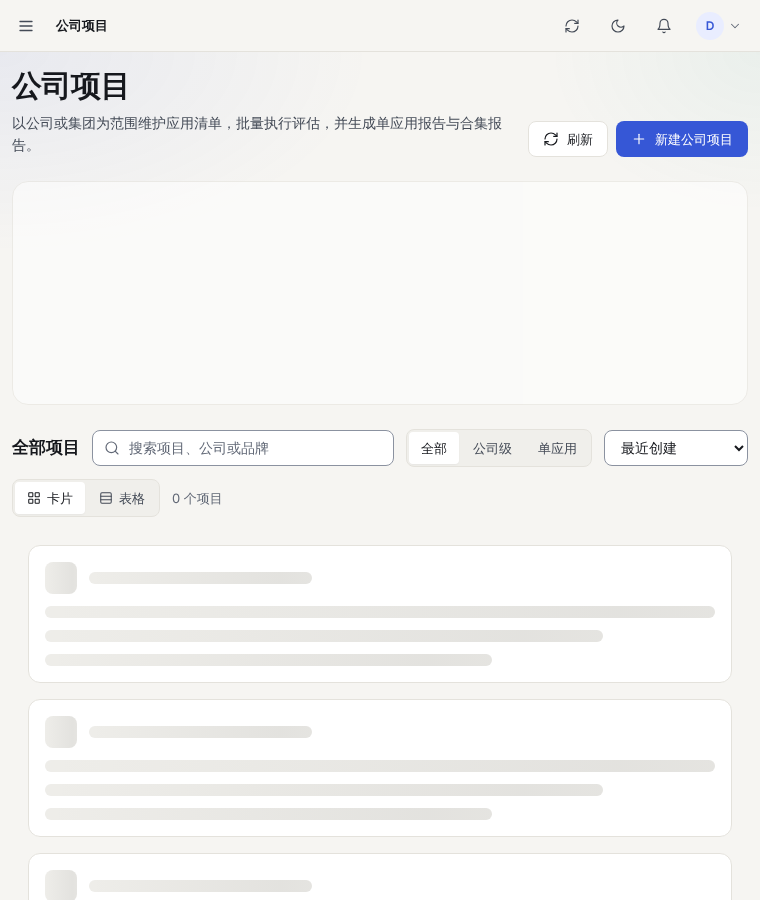 公司项目
D
公司项目
以公司或集团为范围维护应用清单，批量执行评估，并生成单应用报告与合集报
告。
刷新
新建公司项目
全部项目
搜索项目、公司或品牌
全部
公司级
单应用
最近创建
卡片
表格
0 个项目